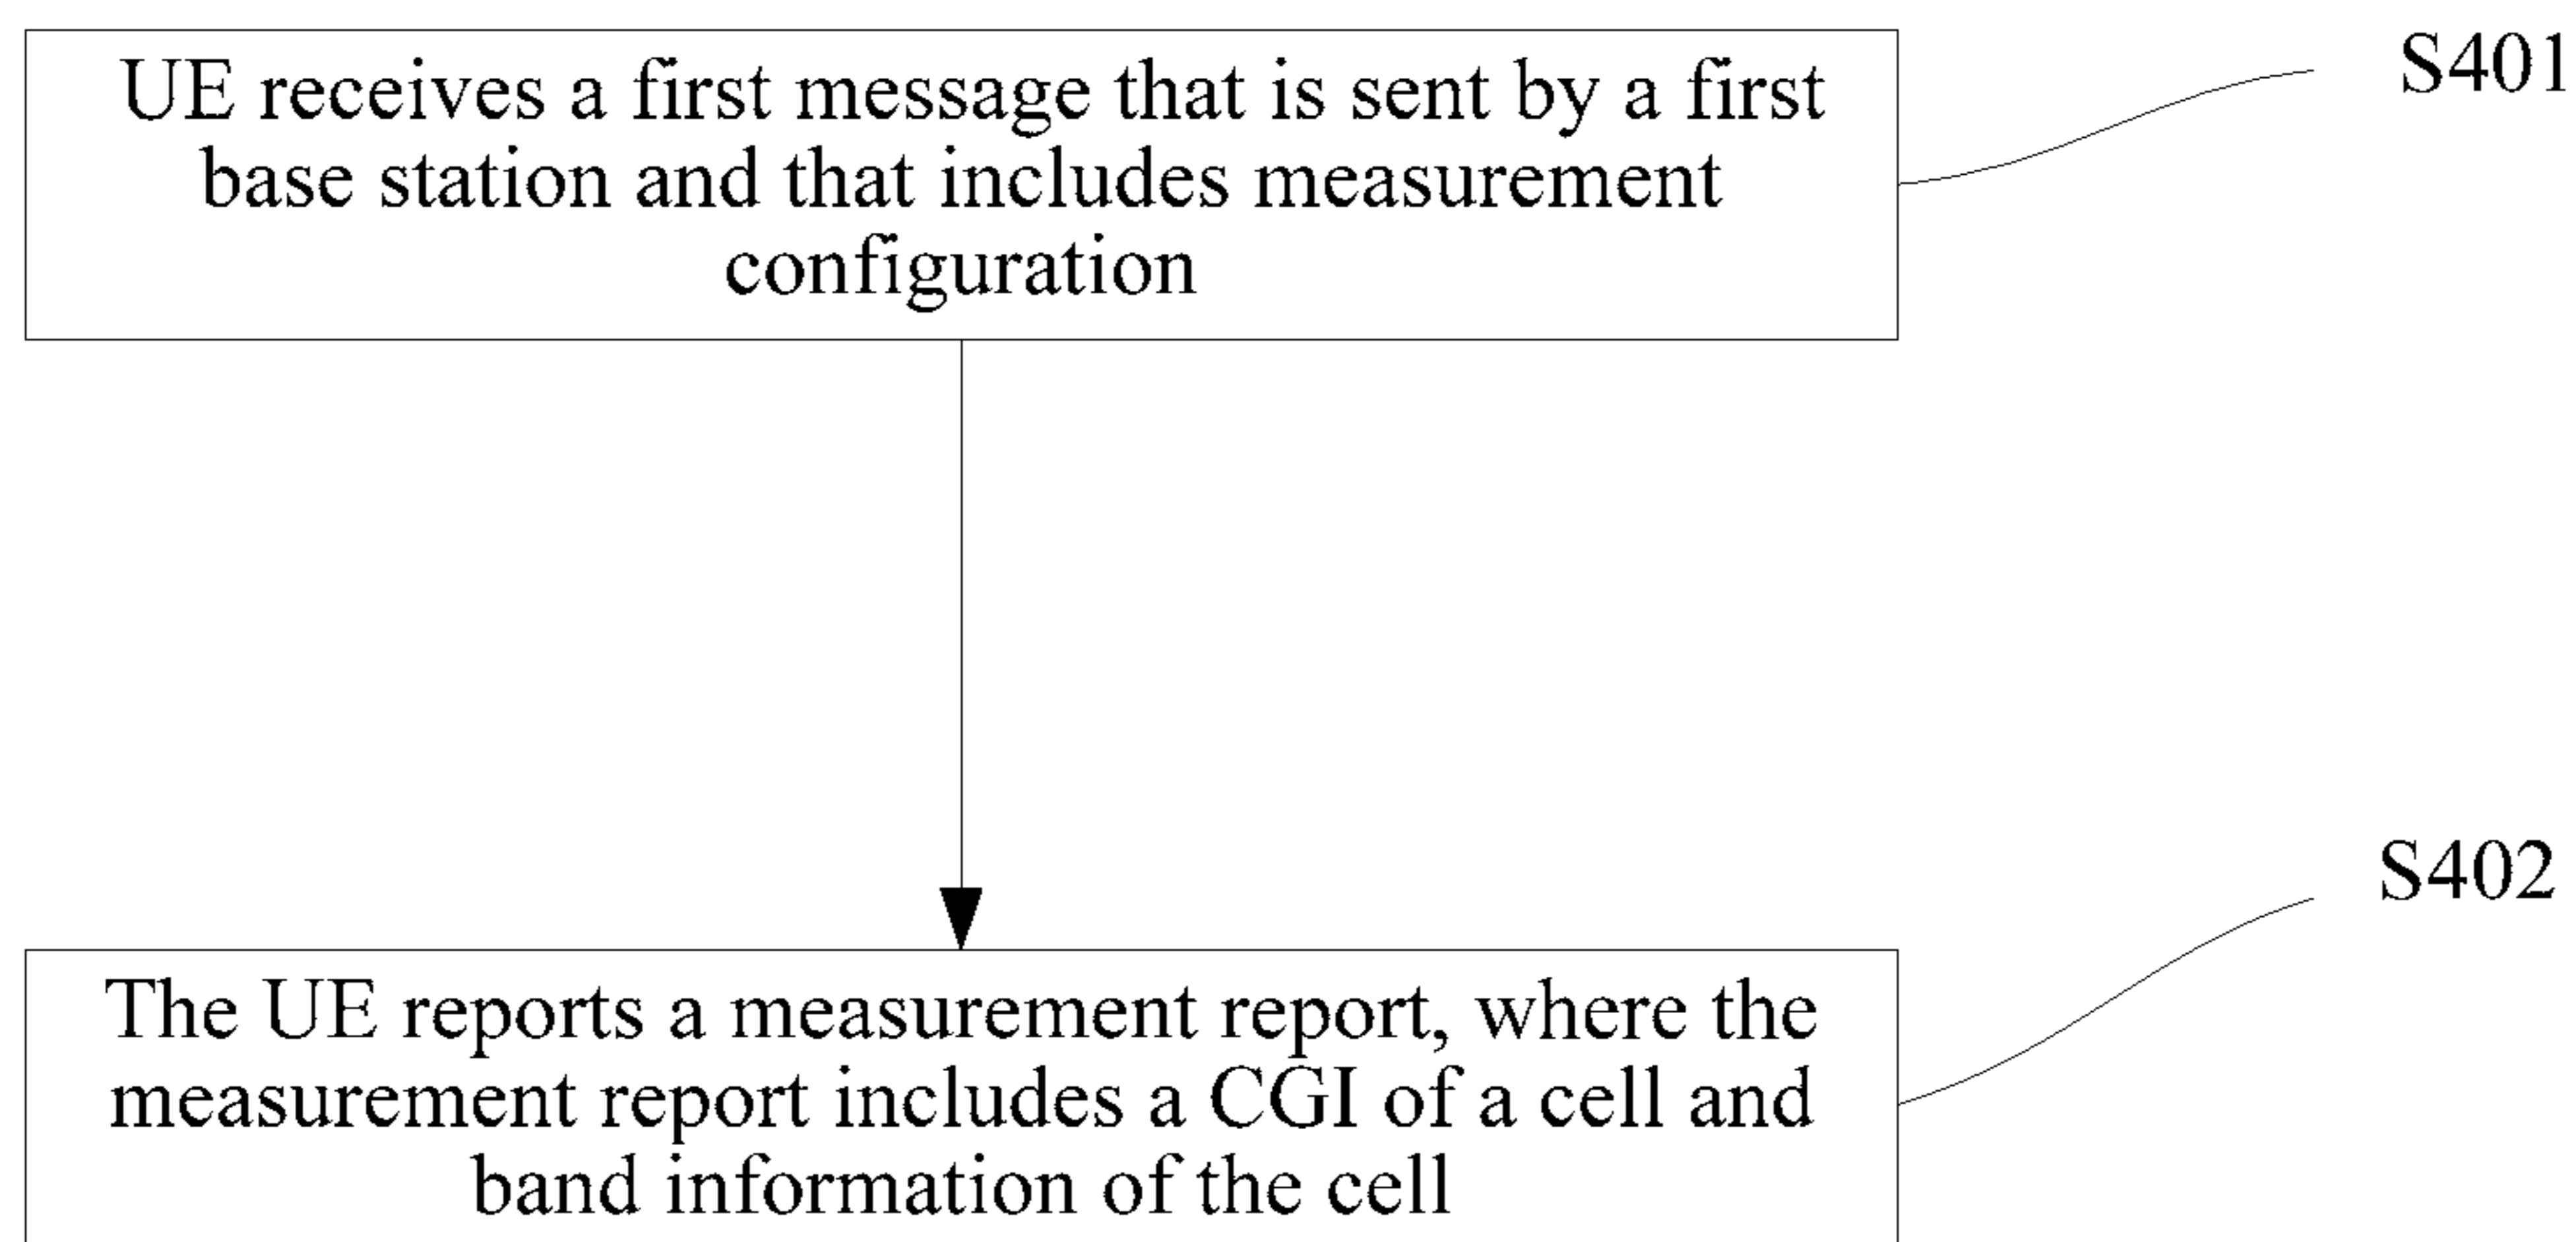 UE receives a first message that is sent by a first
base station and that includes measurement
configuration
S401
The UE reports a measurement report, where the
measurement report includes a CGI of a cell and
band information of the cell
S402